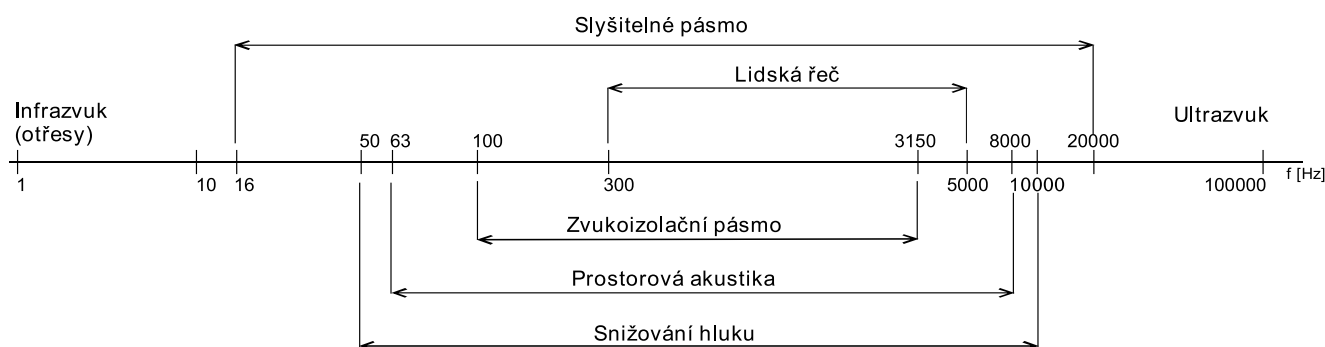 Slyšitelné pásmo
Lidská řeč
Infrazvuk
(otřesy)
Ultrazvuk
50 63 100 3150 8000 20000
1 10 16 300 5000 10000 100000 f [Hz]
Zvukoizolační pásmo
Prostorová akustika
Snižování hluku